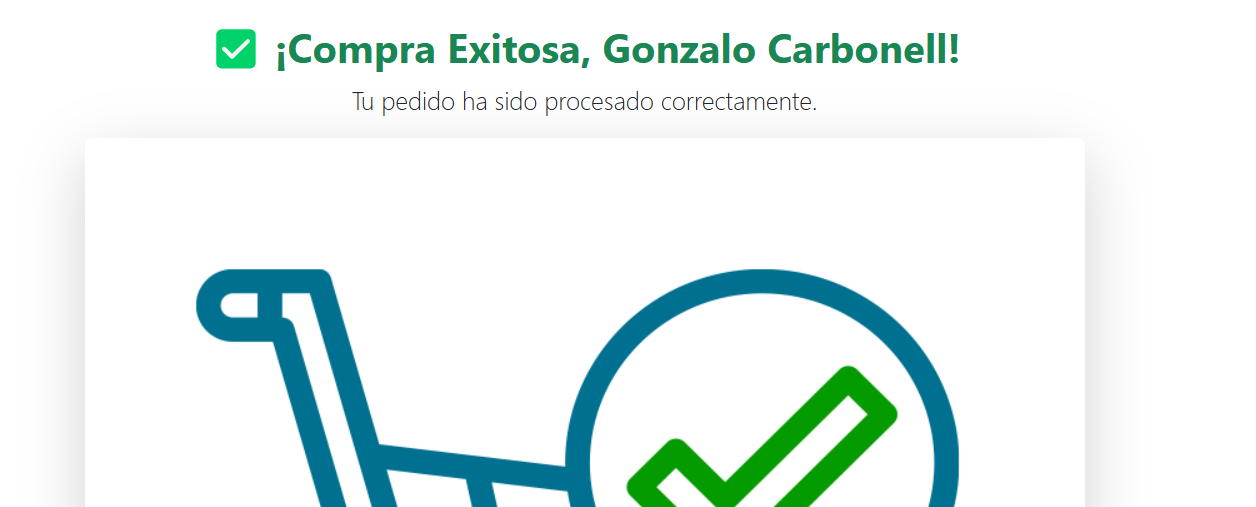 ¡Compra Exitosa, Gonzalo Carbonell!
Tu pedido ha sido procesado correctamente.